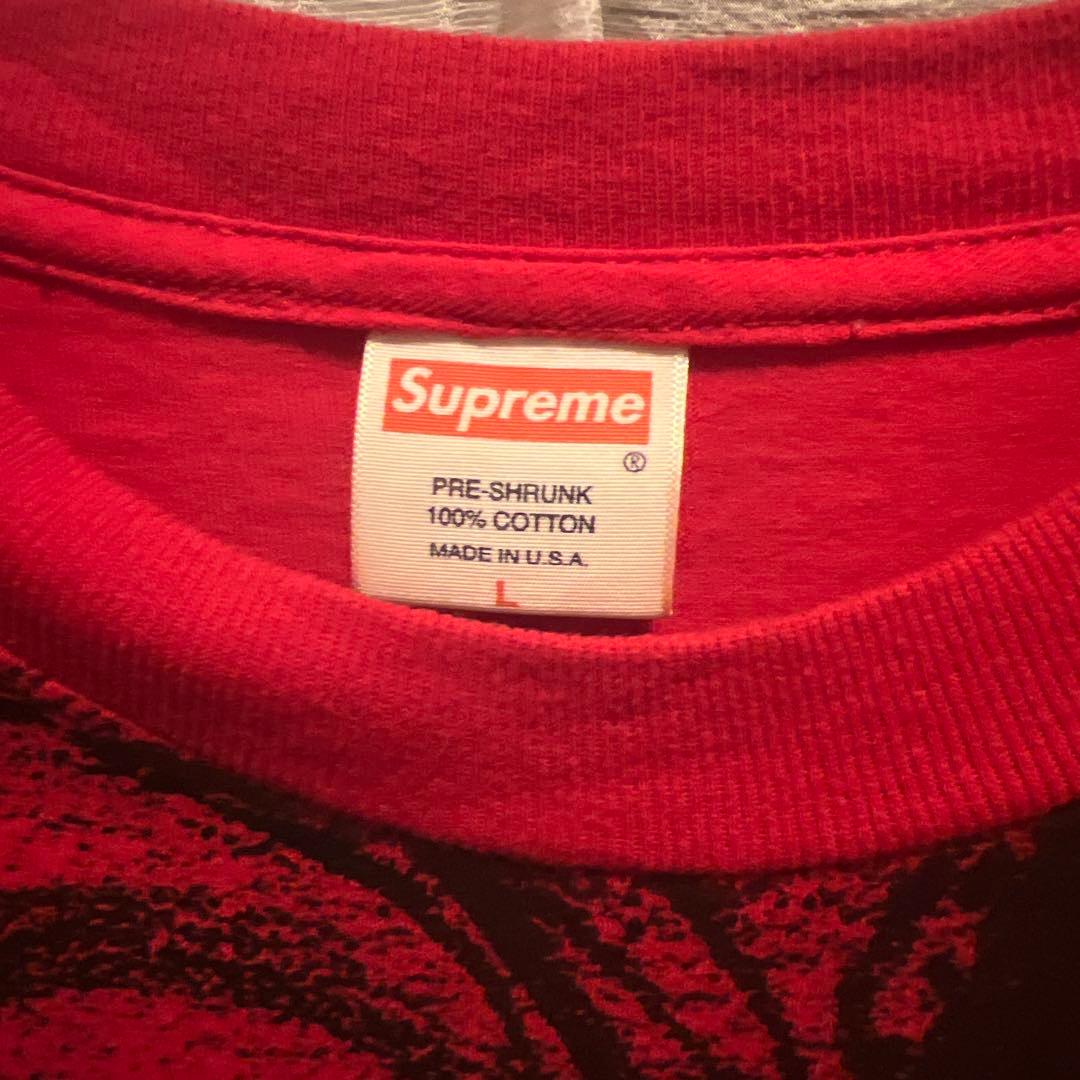 Supreme
®
PRE-SHRUNK
100% COTTON
MADE IN U.S.A.
L